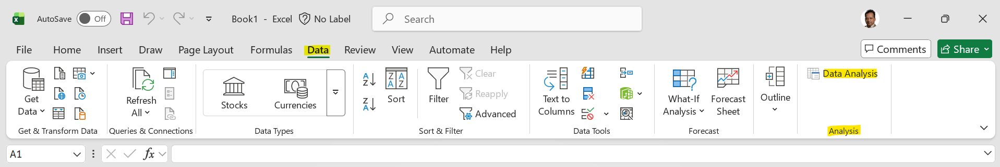 AutoSave Off Book1 - Excel No Label Search
File Home Insert Draw Page Layout Formulas Data Review View Automate Help Comments Share
Get Data
Refresh All
Stocks
Currencies
A Z
Z A
Z A A Z
Sort
Filter
Clear
Reapply
Advanced
Text to Columns
What-If Analysis
Forecast Sheet
Outline
Data Analysis
Get & Transform Data Queries & Connections Data Types Sort & Filter Data Tools Forecast Analysis
A1 fx